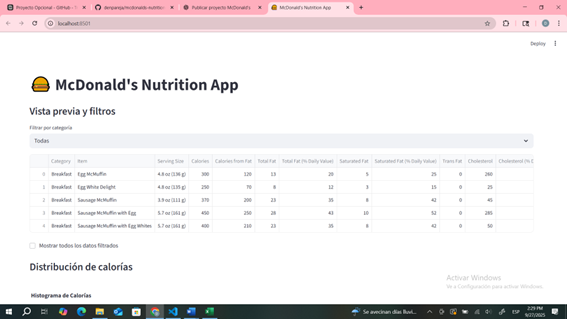 Proyecto Opcional - GitHub -
denpareja/mcdonalds-nutrition
Publicar proyecto McDonald's
McDonald's Nutrition App
localhost:8501
Deploy
McDonald's Nutrition App
Vista previa y filtros
Filtrar por categoría
Todas
Category Item Serving Size Calories Calories from Fat Total Fat Total Fat (% Daily Value) Saturated Fat Saturated Fat (% Daily Value) Trans Fat Cholesterol Cholesterol (% D
0 Breakfast Egg McMuffin 4.8 oz (136 g) 300 120 13 20 5 25 0 260
1 Breakfast Egg White Delight 4.8 oz (135 g) 250 70 8 12 3 15 0 25
2 Breakfast Sausage McMuffin 3.9 oz (111 g) 370 200 23 35 8 42 0 45
3 Breakfast Sausage McMuffin with Egg 5.7 oz (161 g) 450 250 28 43 10 52 0 285
4 Breakfast Sausage McMuffin with Egg Whites 5.7 oz (161 g) 400 210 23 35 8 42 0 50
Mostrar todos los datos filtrados
Distribución de calorías
Histograma de Calorías
Activar Windows
Ve a Configuración para activar Windows.
Se avecinan días lluvi...
ESP
2:29 PM
9/27/2025